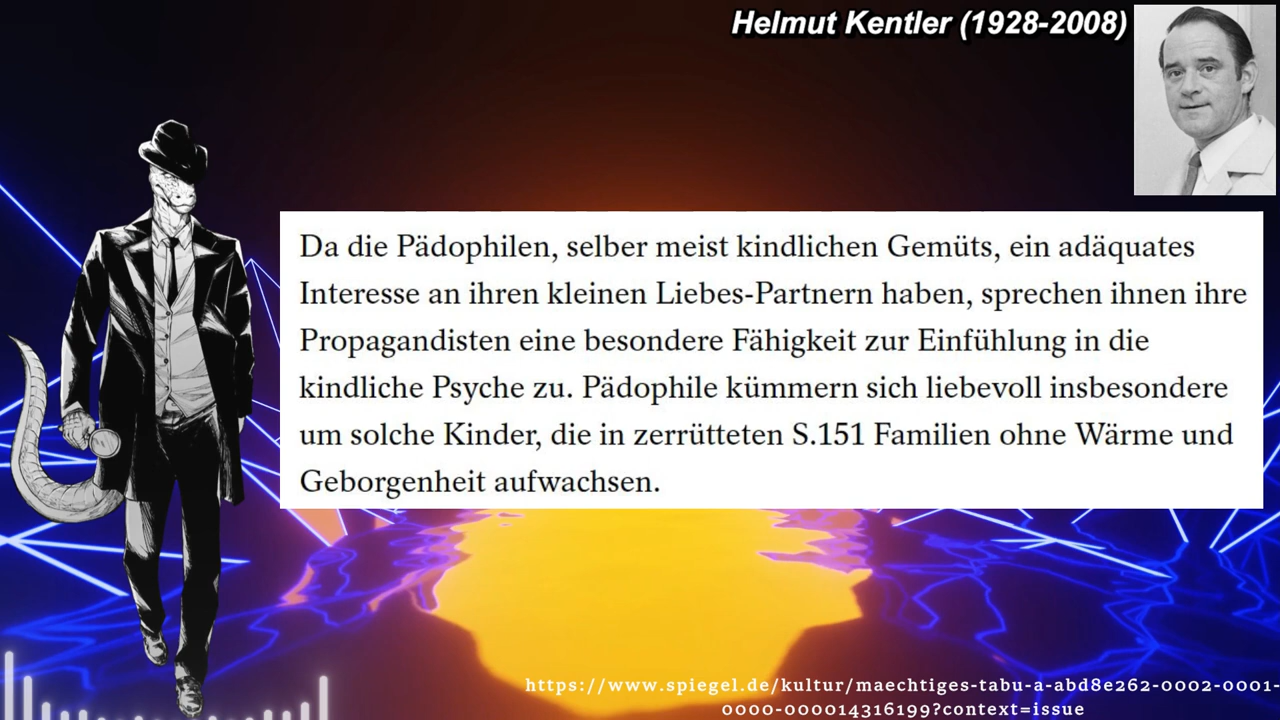 Helmut Kentler (1928-2008)
Da die Pädophilen, selber meist kindlichen Gemüts, ein adäquates
Interesse an ihren kleinen Liebes-Partnern haben, sprechen ihnen ihre
Propagandisten eine besondere Fähigkeit zur Einfühlung in die
kindliche Psyche zu. Pädophile kümmern sich liebevoll insbesondere
um solche Kinder, die in zerrütteten S.151 Familien ohne Wärme und
Geborgenheit aufwachsen.
https://www.spiegel.de/kultur/maechtiges-tabu-a-abd8e262-0002-0001-
0000-000014316199?context=issue